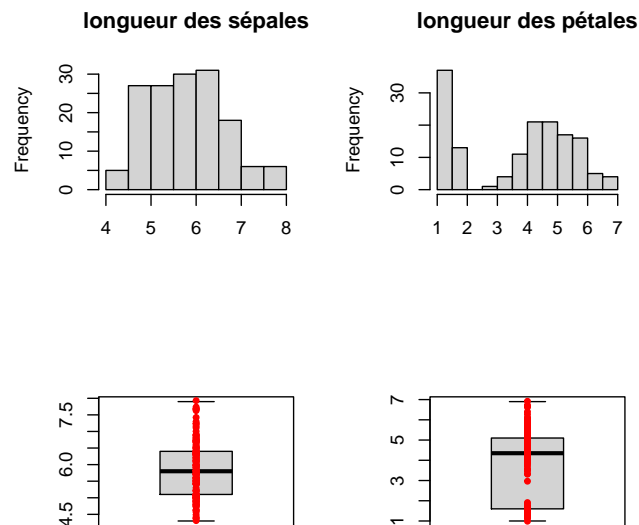 longueur des sépales
Frequency
0 10 20 30
4 5 6 7 8
longueur des pétales
Frequency
0 10 30
1 2 3 4 5 6 7
4.5 6.0 7.5
1 3 5 7